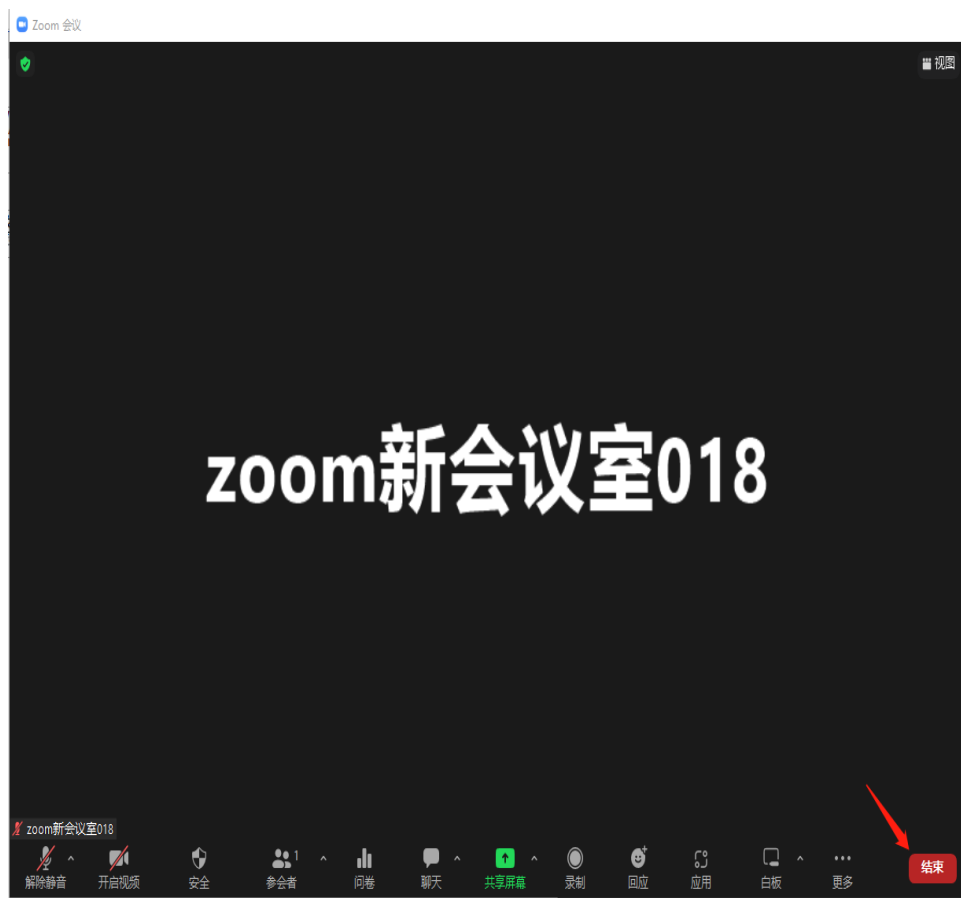 Zoom 会议
视图
zoom新会议室018
zoom新会议室018
1
解除静音 开启视频 安全 参会者 问卷 聊天 共享屏幕 录制 回应 应用 白板 更多 结束